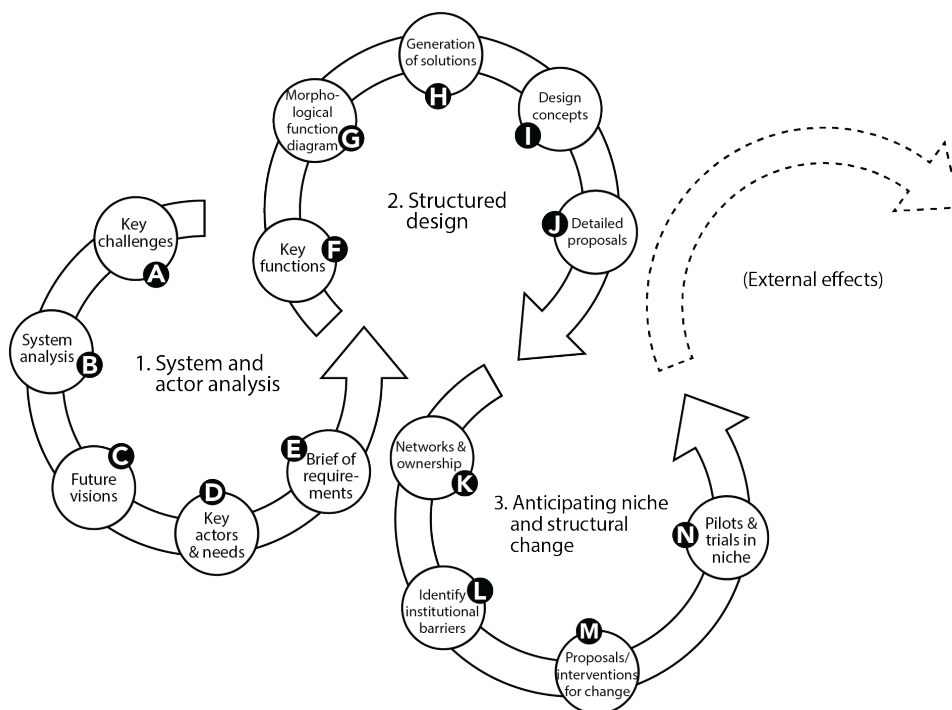 Key
challenges
A
System
analysis
B
Future
visions
C
Key
actors
& needs
D
Brief of
require-
ments
E
1. System and
actor analysis
Key
functions
F
Morpho-
logical
function
diagram
G
Generation
of solutions
H
Design
concepts
I
Detailed
proposals
J
2. Structured
design
Networks &
ownership
K
Identify
institutional
barriers
L
Proposals/
interventions
for change
M
Pilots &
trials in
niche
N
3. Anticipating niche
and structural
change
(External effects)